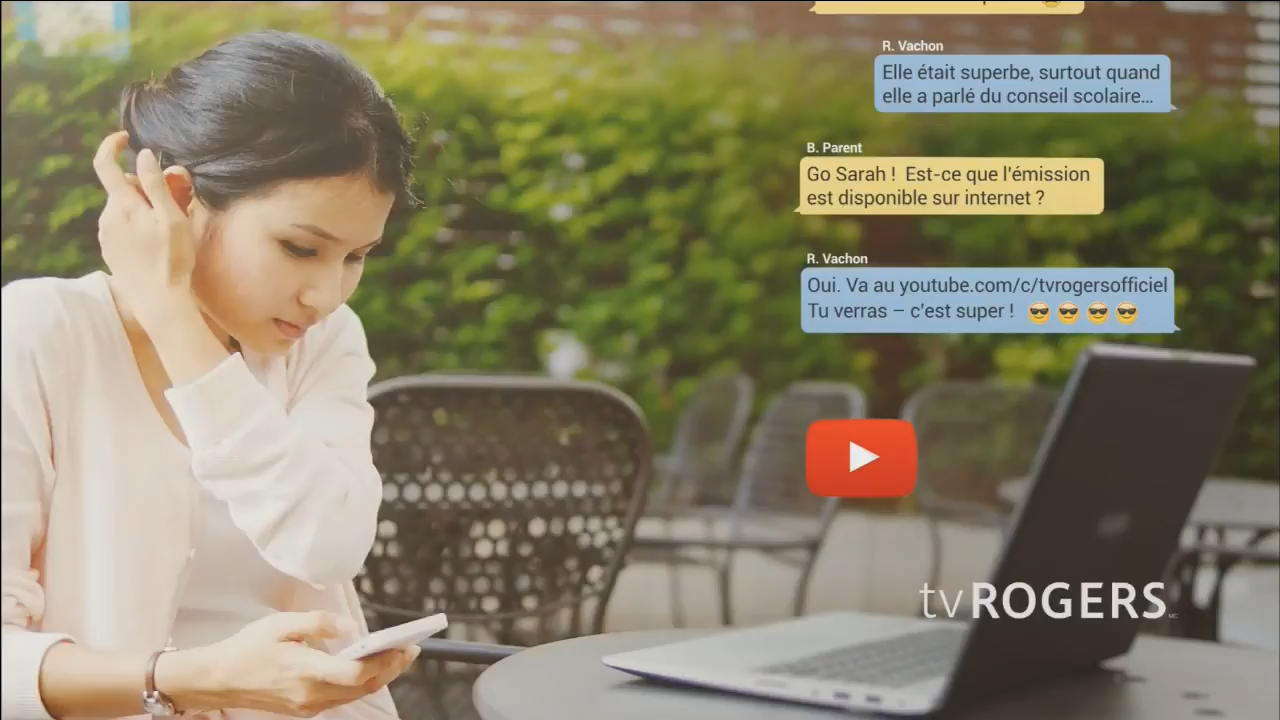 R. Vachon
Elle était superbe, surtout quand
elle a parlé du conseil scolaire...
B. Parent
Go Sarah !  Est-ce que l'émission
est disponible sur internet ?
R. Vachon
Oui. Va au youtube.com/c/tvrogersofficiel
Tu verras – c'est super ! 😎 😎 😎 😎
tvROGERS